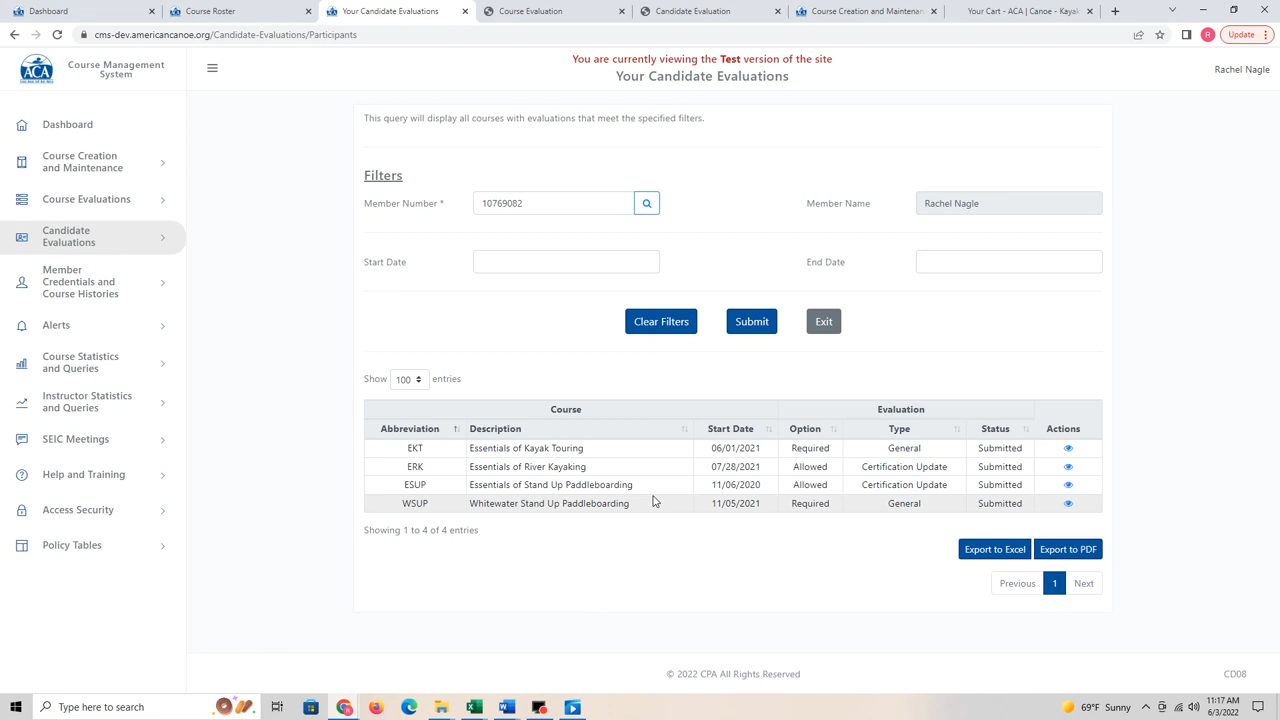 Dashboard
Course Roster
Your Candidate Evaluations
Course Evaluation
Candidate Evaluation
Course Creation and Maintenan
Your Cart - ACA | Canoe - Kayak
cms-dev.americancanoe.org/Candidate-Evaluations/Participants
R
Update
ACA
Course Management
System
You are currently viewing the Test version of the site
Your Candidate Evaluations
Rachel Nagle
Dashboard
Course Creation
and Maintenance
Course Evaluations
Candidate
Evaluations
Member
Credentials and
Course Histories
Alerts
Course Statistics
and Queries
Instructor Statistics
and Queries
SEIC Meetings
Help and Training
Access Security
Policy Tables
This query will display all courses with evaluations that meet the specified filters.
Filters
Member Number *
10769082
Member Name
Rachel Nagle
Start Date
End Date
Clear Filters
Submit
Exit
Show 100 entries
Course Evaluation
Abbreviation Description Start Date Option Type Status Actions
EKT Essentials of Kayak Touring 06/01/2021 Required General Submitted
ERK Essentials of River Kayaking 07/28/2021 Allowed Certification Update Submitted
ESUP Essentials of Stand Up Paddleboarding 11/06/2020 Allowed Certification Update Submitted
WSUP Whitewater Stand Up Paddleboarding 11/05/2021 Required General Submitted
Showing 1 to 4 of 4 entries
Export to Excel
Export to PDF
Previous 1 Next
© 2022 CPA All Rights Reserved
CD08
Type here to search
69°F Sunny
11:17 AM
6/3/2022